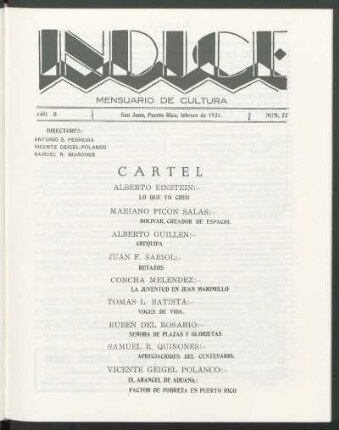 INDICE
MENSUARIO DE CULTURA
AÑO II San Juan, Puerto Rico, febrero de 1931. NUM. 23
DIRECTORES:
ANTONIO S. PEDREIRA
VICENTE GEIGEL-POLANCO
SAMUEL R. QUIÑONES
CARTEL
ALBERTO EINSTEIN:—
LO QUE YO CREO
MARIANO PICON SALAS:—
BOLIVAR, CREADOR DE ESPACIO.
ALBERTO GUILLEN:—
AREQUIPA
JUAN F. SARIOL:—
RETAZOS
CONCHA MELENDEZ:—
LA JUVENTUD EN JUAN MARINELLO
TOMAS L. BATISTA:—
VOCES DE VIDA.
RUBEN DEL ROSARIO:—
SEÑORA DE PLAZAS Y GLORIETAS
SAMUEL R. QUIÑONES:—
APRECIACIONES DEL CENTENARIO.
VICENTE GEIGEL POLANCO:—
EL ARANCEL DE ADUANA:
FACTOR DE POBREZA EN PUERTO RICO